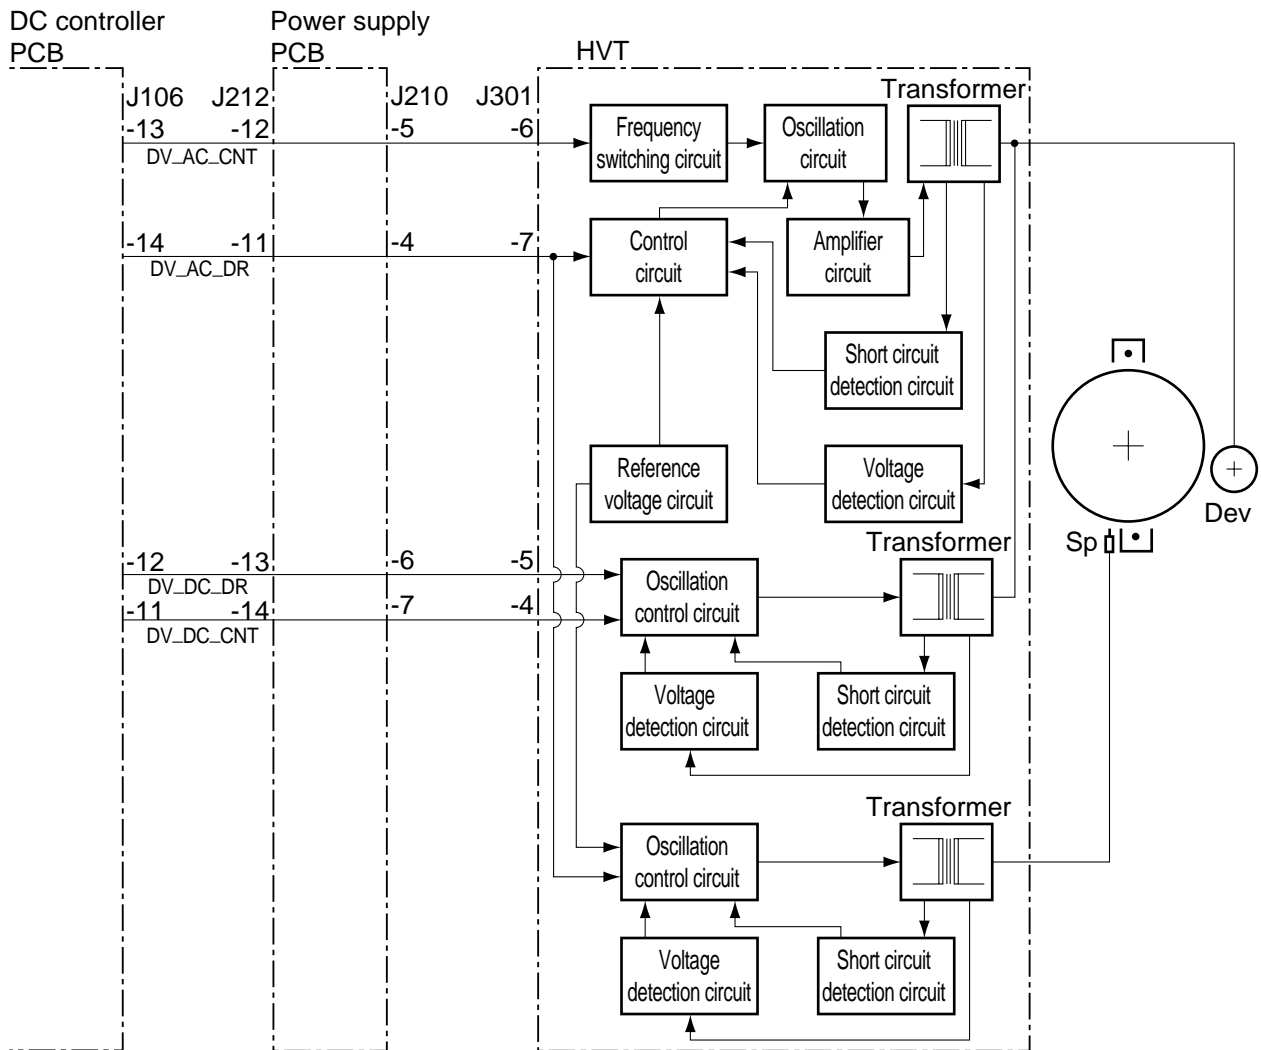 DC controller
PCB
Power supply
PCB
HVT
J106
J212
J210
J301
Transformer
-13
-12
-5
-6
DV_AC_CNT
Frequency
switching circuit
Oscillation
circuit
-14
-11
-4
-7
DV_AC_DR
Control
circuit
Amplifier
circuit
Short circuit
detection circuit
Reference
voltage circuit
Voltage
detection circuit
Dev
Sp
Transformer
-12
-13
-6
-5
DV_DC_DR
-11
-14
-7
-4
DV_DC_CNT
Oscillation
control circuit
Voltage
detection circuit
Short circuit
detection circuit
Transformer
Oscillation
control circuit
Voltage
detection circuit
Short circuit
detection circuit